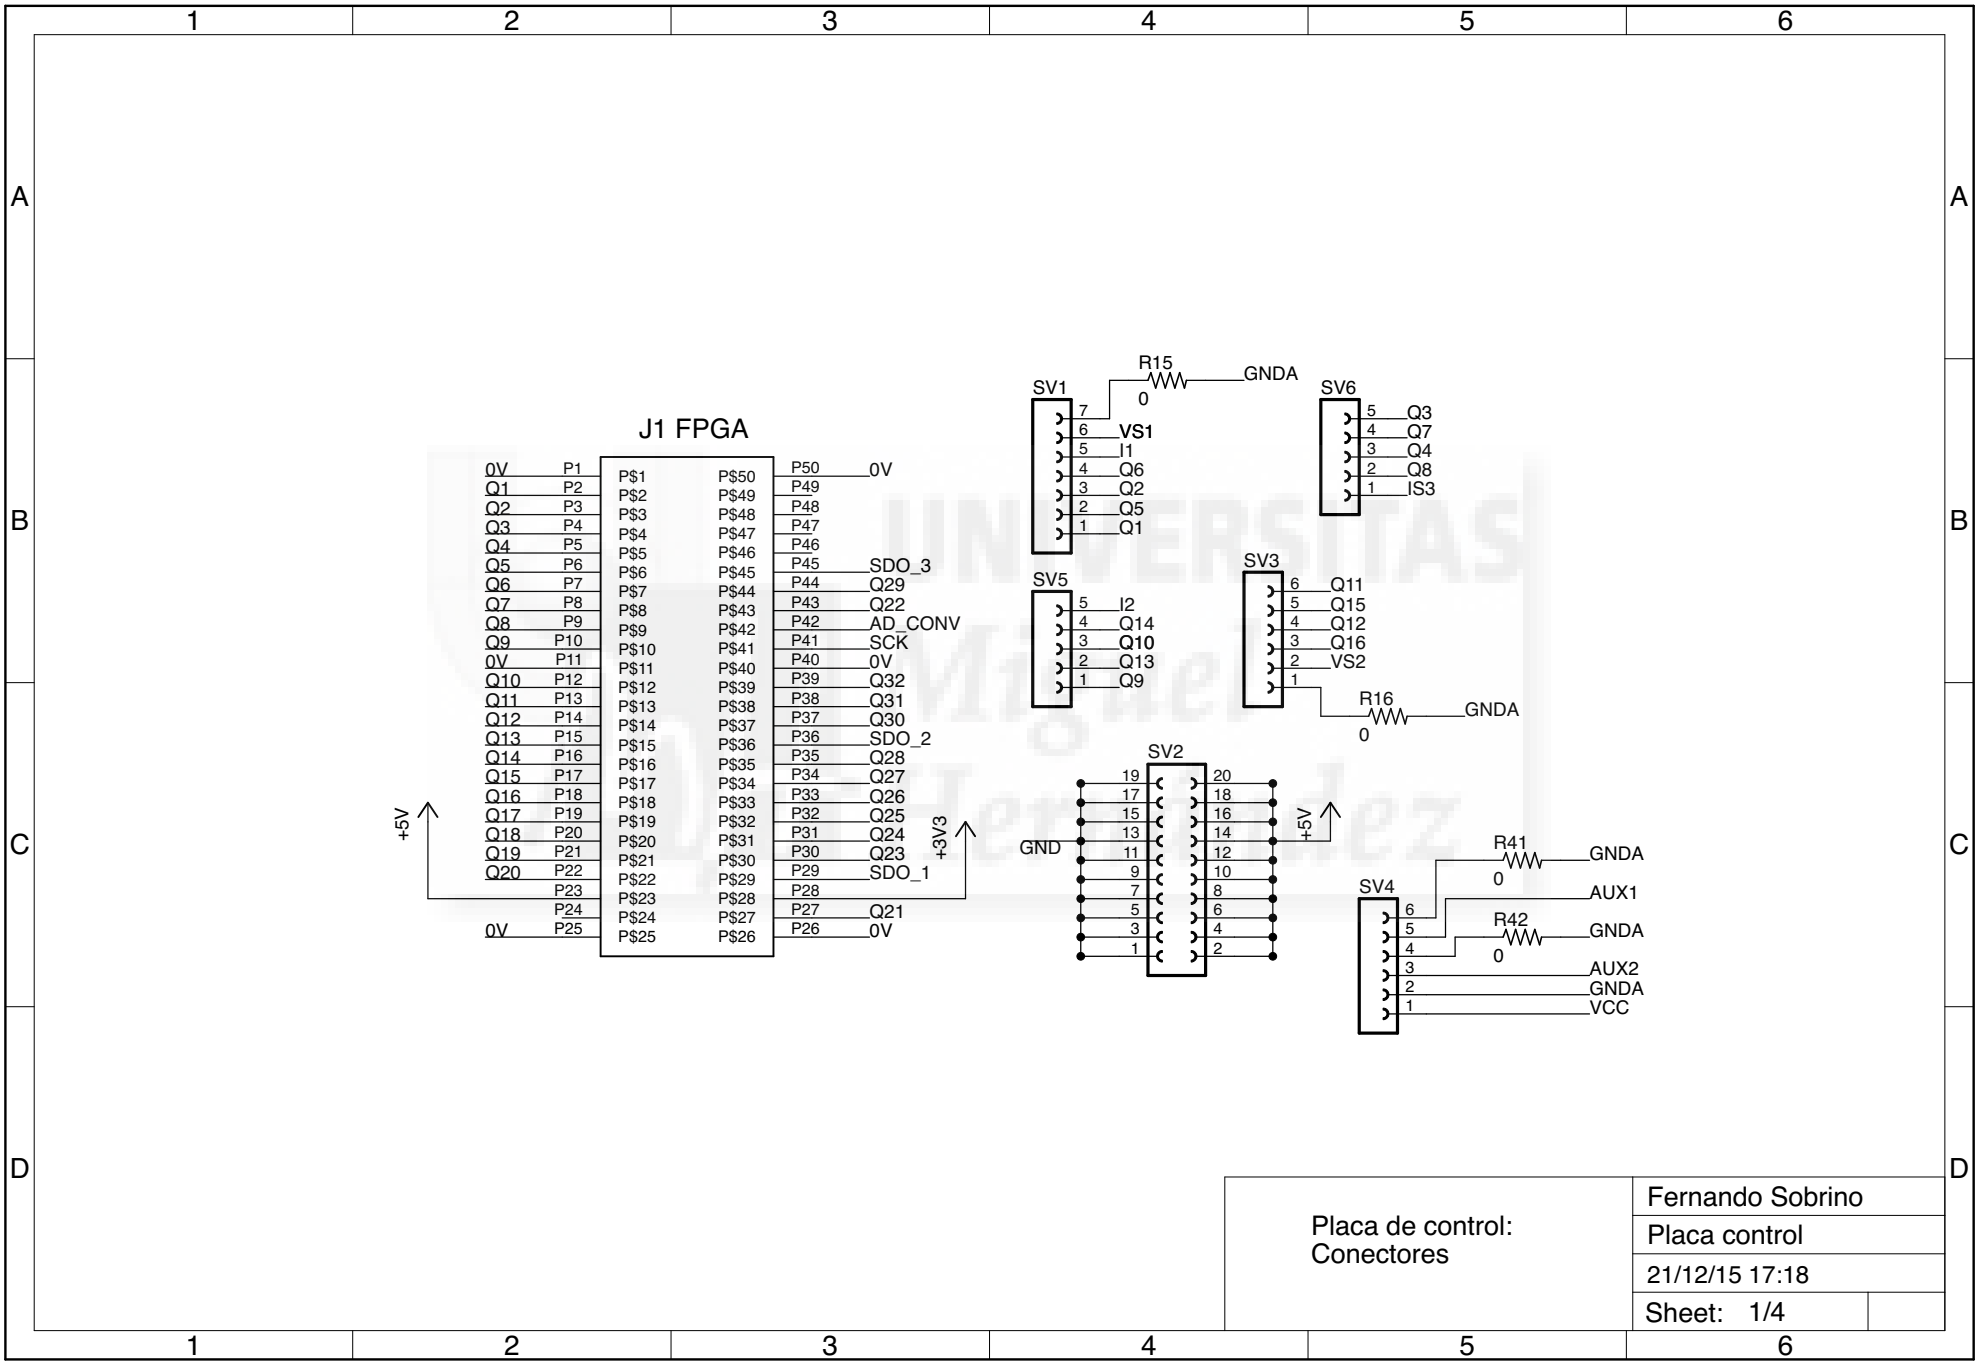 1 2 3 4 5 6
A A
B B
C C
D D
J1 FPGA
0V P1 P$1 P$50 P50 0V
Q1 P2 P$2 P$49 P49
Q2 P3 P$3 P$48 P48
Q3 P4 P$4 P$47 P47
Q4 P5 P$5 P$46 P46
Q5 P6 P$6 P$45 P45 SDO_3
Q6 P7 P$7 P$44 P44 Q29
Q7 P8 P$8 P$43 P43 Q22
Q8 P9 P$9 P$42 P42 AD_CONV
Q9 P10 P$10 P$41 P41 SCK
0V P11 P$11 P$40 P40 0V
Q10 P12 P$12 P$39 P39 Q32
Q11 P13 P$13 P$38 P38 Q31
Q12 P14 P$14 P$37 P37 Q30
Q13 P15 P$15 P$36 P36 SDO_2
Q14 P16 P$16 P$35 P35 Q28
Q15 P17 P$17 P$34 P34 Q27
Q16 P18 P$18 P$33 P33 Q26
Q17 P19 P$19 P$32 P32 Q25
Q18 P20 P$20 P$31 P31 Q24
Q19 P21 P$21 P$30 P30 Q23
Q20 P22 P$22 P$29 P29 SDO_1
P23 P$23 P$28 P28
P24 P$24 P$27 P27 Q21
0V P25 P$25 P$26 P26 0V
+5V
+3V3
SV1
R15
0
GNDA
7
6 VS1
5 I1
4 Q6
3 Q2
2 Q5
1 Q1
SV6
5 Q3
4 Q7
3 Q4
2 Q8
1 IS3
SV5
5 I2
4 Q14
3 Q10
2 Q13
1 Q9
SV3
6 Q11
5 Q15
4 Q12
3 Q16
2 VS2
1
R16
0
GNDA
SV2
19 20
17 18
15 16
13 14
11 12
9 10
7 8
5 6
3 4
1 2
GND
+5V
SV4
R41
0
GNDA
AUX1
R42
0
GNDA
AUX2
GNDA
VCC
6
5
4
3
2
1
UNIVERSITAS
Miguel
Hernández
Placa de control:
Conectores
Fernando Sobrino
Placa control
21/12/15 17:18
Sheet: 1/4
1 2 3 4 5 6